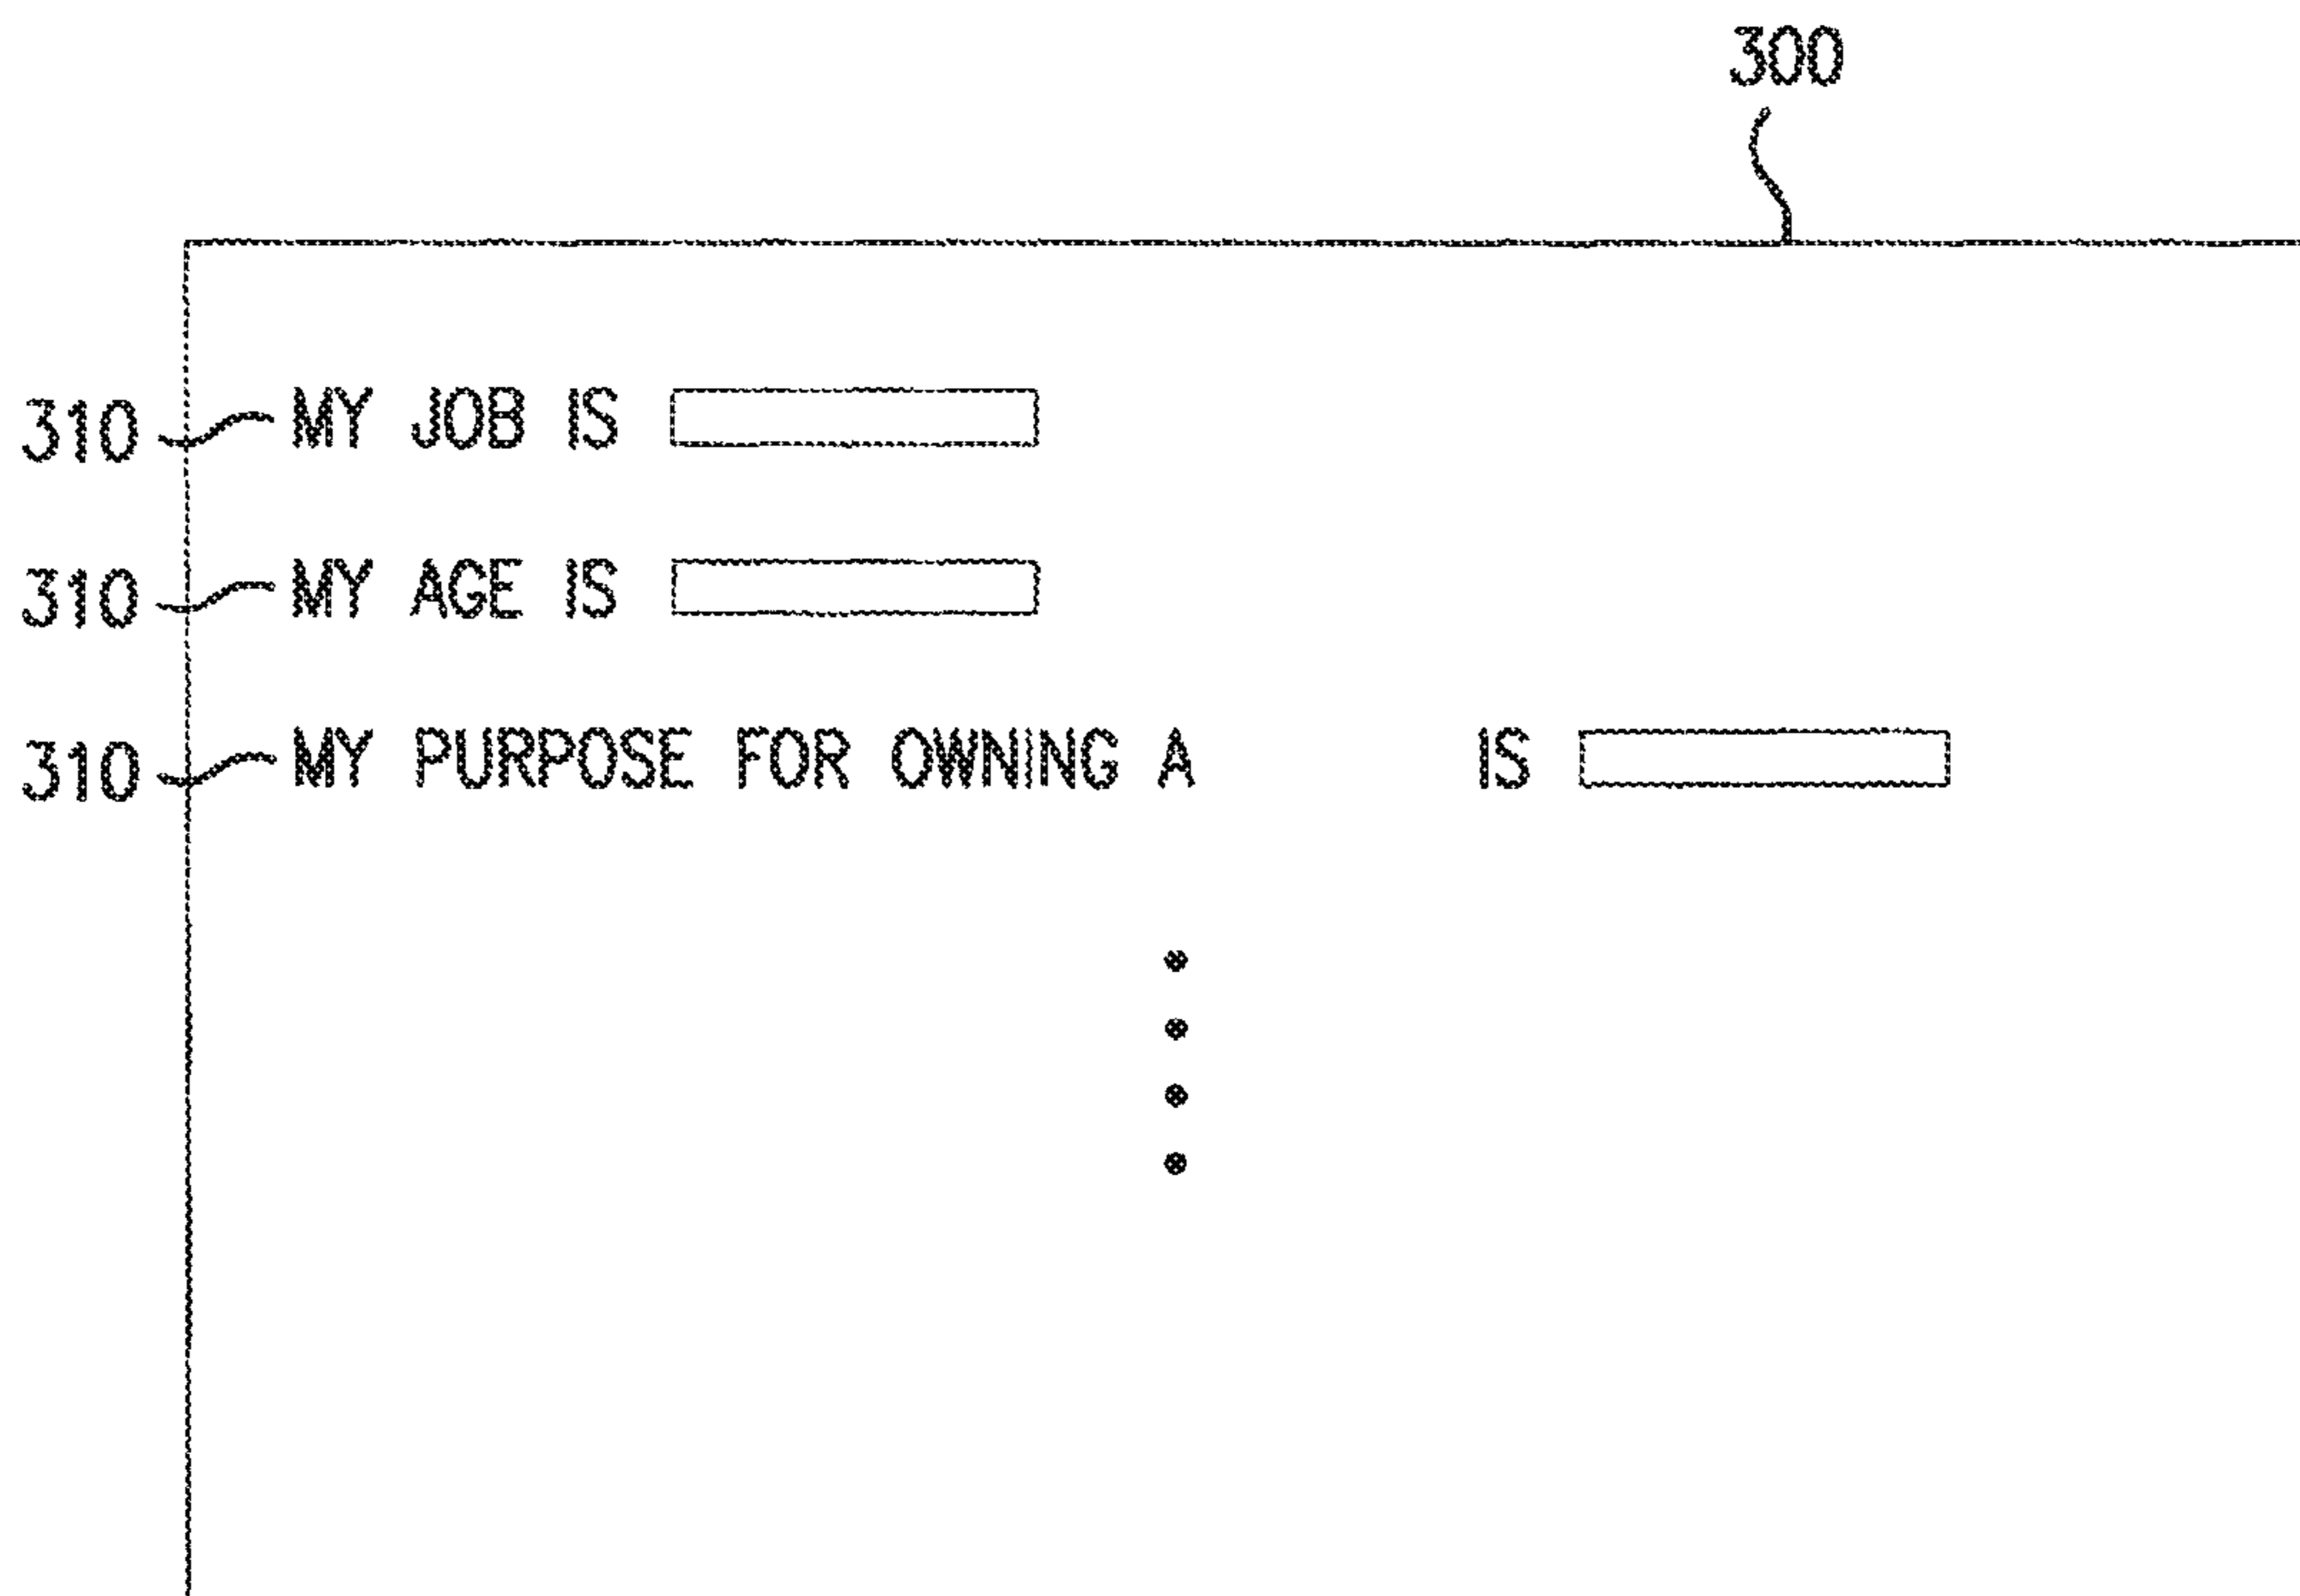 300
310 MY JOB IS
310 MY AGE IS
310 MY PURPOSE FOR OWNING A IS